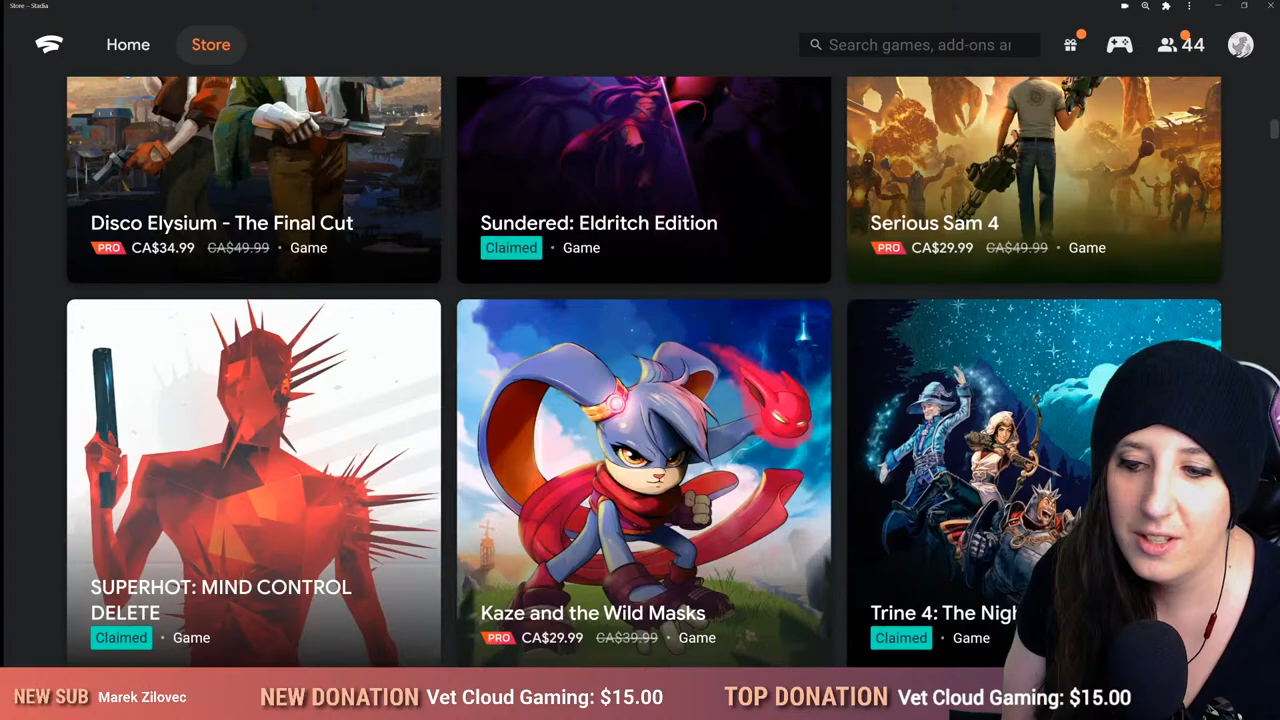 Store – Stadia
Home
Store
Search games, add-ons ar
44
Disco Elysium - The Final Cut
PRO CA$34.99 CA$49.99 • Game
Sundered: Eldritch Edition
Claimed • Game
Serious Sam 4
PRO CA$29.99 CA$49.99 • Game
SUPERHOT: MIND CONTROL
DELETE
Claimed • Game
Kaze and the Wild Masks
PRO CA$29.99 CA$39.99 • Game
Trine 4: The Nigh
Claimed • Game
NEW SUB Marek Zilovec
NEW DONATION Vet Cloud Gaming: $15.00
TOP DONATION Vet Cloud Gaming: $15.00